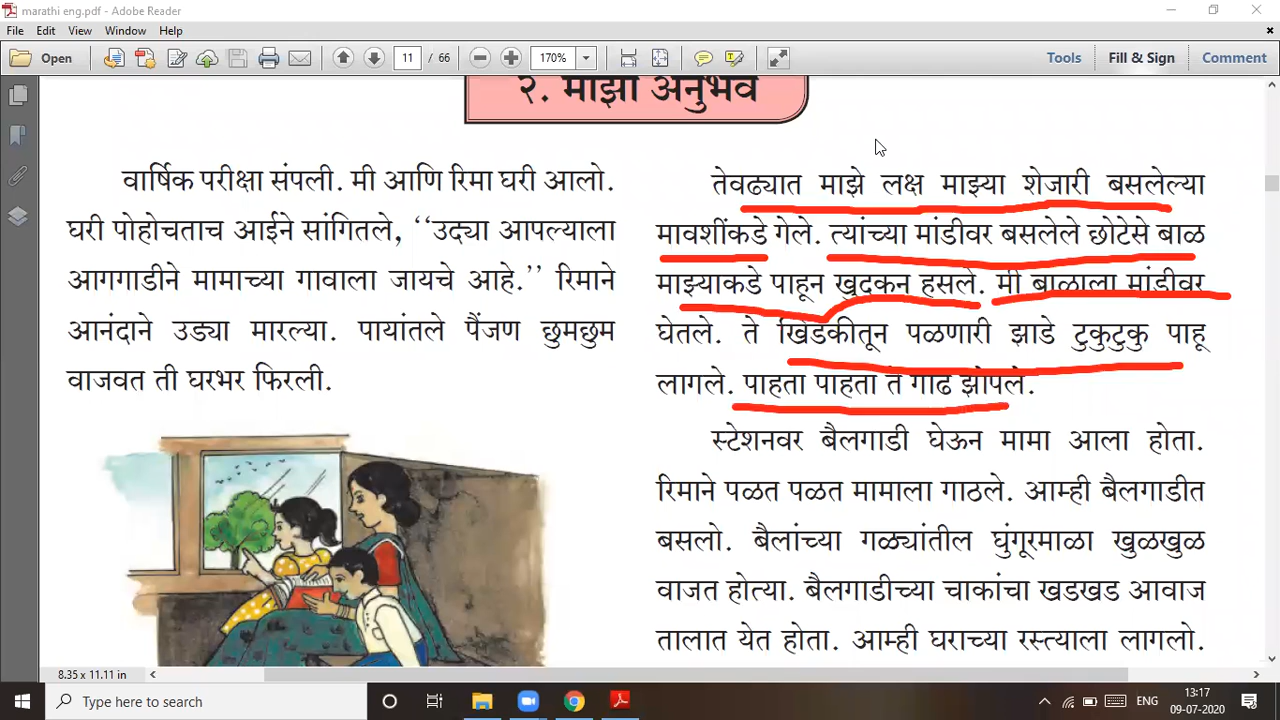 marathi eng.pdf - Adobe Reader
File Edit View Window Help
Open 11 / 66 170% Tools Fill & Sign Comment
२. माझा अनुभव
वार्षिक परीक्षा संपली. मी आणि रिमा घरी आलो.
घरी पोहोचताच आईने सांगितले, ‘‘उद्या आपल्याला
आगगाडीने मामाच्या गावाला जायचे आहे.’’ रिमाने
आनंदाने उड्या मारल्या. पायांतले पैंजण छुमछुम
वाजवत ती घरभर फिरली.
तेवढ्यात माझे लक्ष माझ्या शेजारी बसलेल्या
मावशींकडे गेले. त्यांच्या मांडीवर बसलेले छोटेसे बाळ
माझ्याकडे पाहून खुदकन हसले. मी बाळाला मांडीवर
घेतले. ते खिडकीतून पळणारी झाडे टुकुटुकु पाहू
लागले. पाहता पाहता ते गाढ झोपले.
स्टेशनवर बैलगाडी घेऊन मामा आला होता.
रिमाने पळत पळत मामाला गाठले. आम्ही बैलगाडीत
बसलो. बैलांच्या गळ्यांतील घुंगूरमाळा खुळखुळ
वाजत होत्या. बैलगाडीच्या चाकांचा खडखड आवाज
तालात येत होता. आम्ही घराच्या रस्त्याला लागलो.
8.35 x 11.11 in
Type here to search
ENG
13:17
09-07-2020